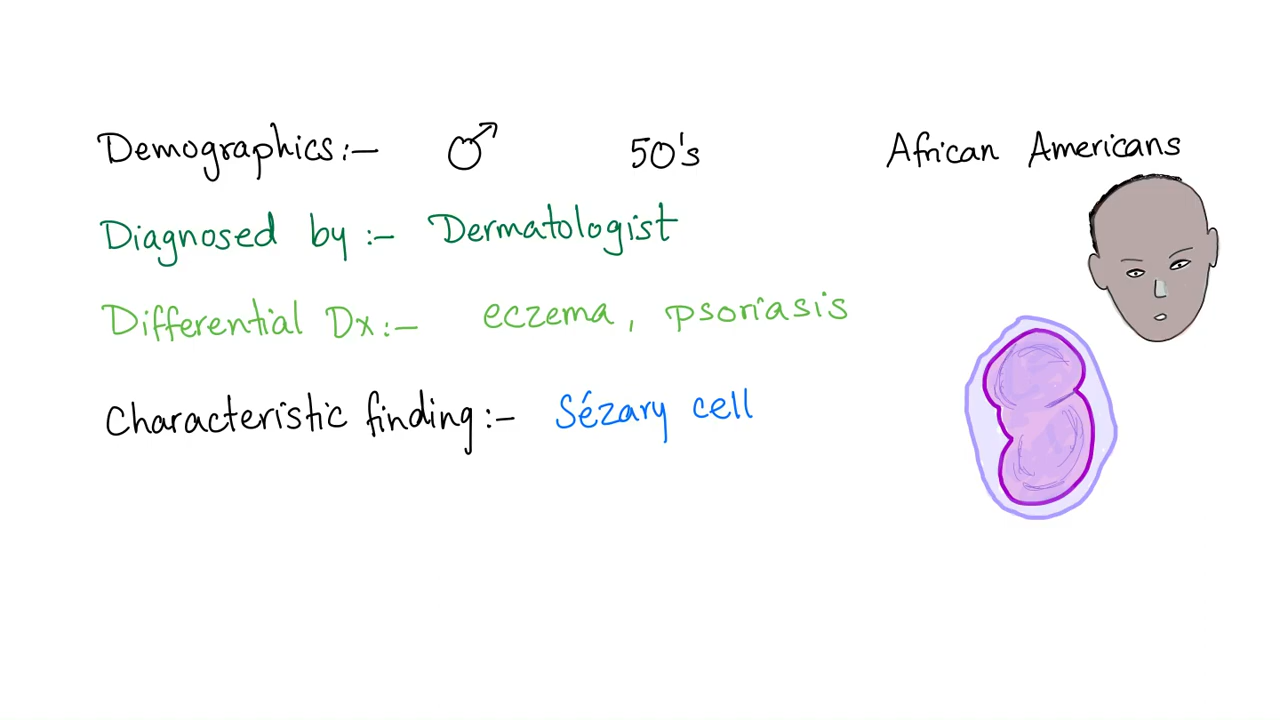 Demographics:- ♂ 50's African Americans
Diagnosed by :- Dermatologist
Differential Dx:- eczema, psoriasis
Characteristic finding:- Sézary cell